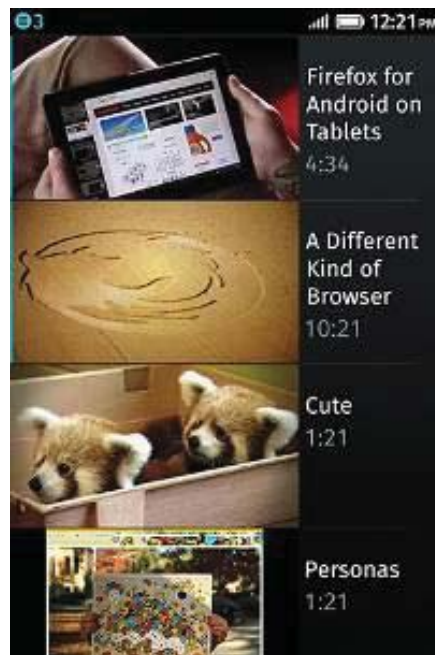 3
12:21PM
Firefox for
Android on
Tablets
4:34
A Different
Kind of
Browser
10:21
Cute
1:21
Personas
1:21